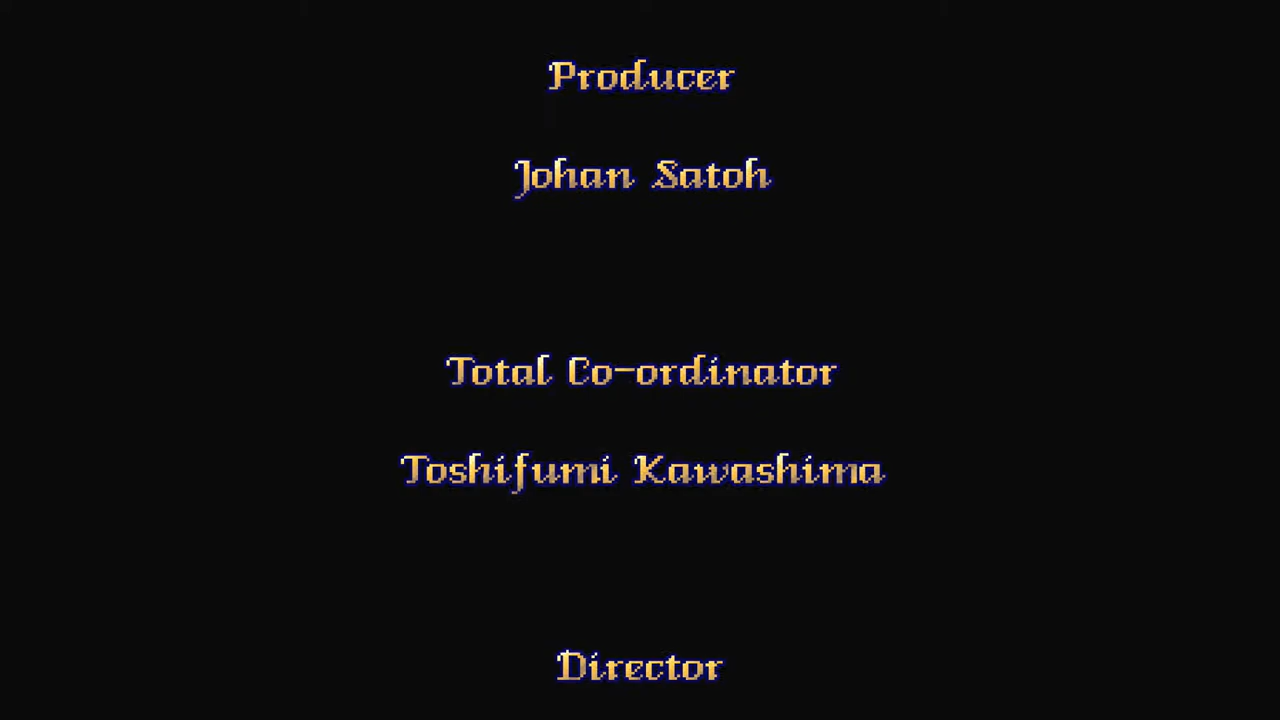 Producer
Johan Satoh
Total Co-ordinator
Toshifumi Kawashima
Director